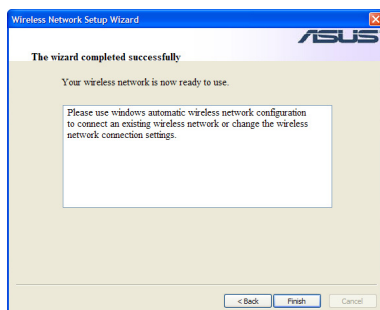 Wireless Network Setup Wizard
ASUS
The wizard completed successfully
Your wireless network is now ready to use.
Please use windows automatic wireless network configuration
to connect an existing wireless network or change the wireless
network connection settings.
< Back Finish Cancel